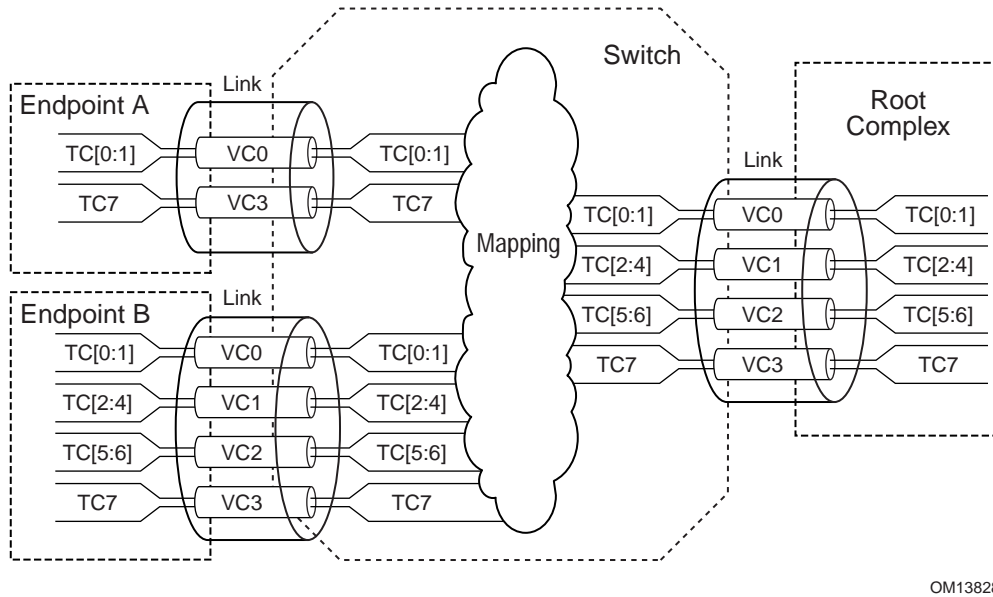 Switch
Link
Endpoint A
TC[0:1]
VC0
TC[0:1]
TC7
VC3
TC7
Link
Endpoint B
TC[0:1]
VC0
TC[0:1]
TC[2:4]
VC1
TC[2:4]
TC[5:6]
VC2
TC[5:6]
TC7
VC3
TC7
Mapping
Root
Complex
Link
TC[0:1]
VC0
TC[0:1]
TC[2:4]
VC1
TC[2:4]
TC[5:6]
VC2
TC[5:6]
TC7
VC3
TC7
OM13828